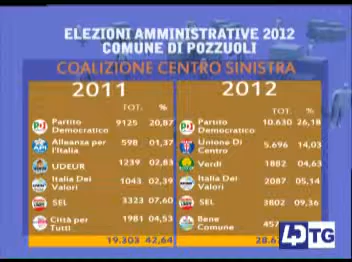 ELEZIONI AMMINISTRATIVE 2012
COMUNE DI POZZUOLI
COALIZIONE CENTRO SINISTRA
2011
TOT. %
Partito Democratico 9125 20,87
Alleanza per l'Italia 598 01,37
UDEUR 1239 02,83
Italia Dei Valori 1043 02,39
SEL 3323 07,60
Città per Tutti 1981 04,53
19.303 42,64
2012
TOT. %
Partito Democratico 10.630 26,18
Unione Di Centro 5.696 14,03
Verdi 1882 04,63
Italia Dei Valori 2087 05,14
SEL 3802 09,36
Bene Comune 457
28.6
TG